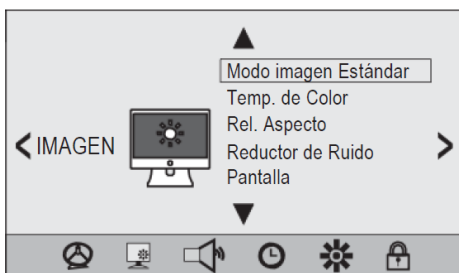 IMAGEN
Modo imagen Estándar
Temp. de Color
Rel. Aspecto
Reductor de Ruido
Pantalla